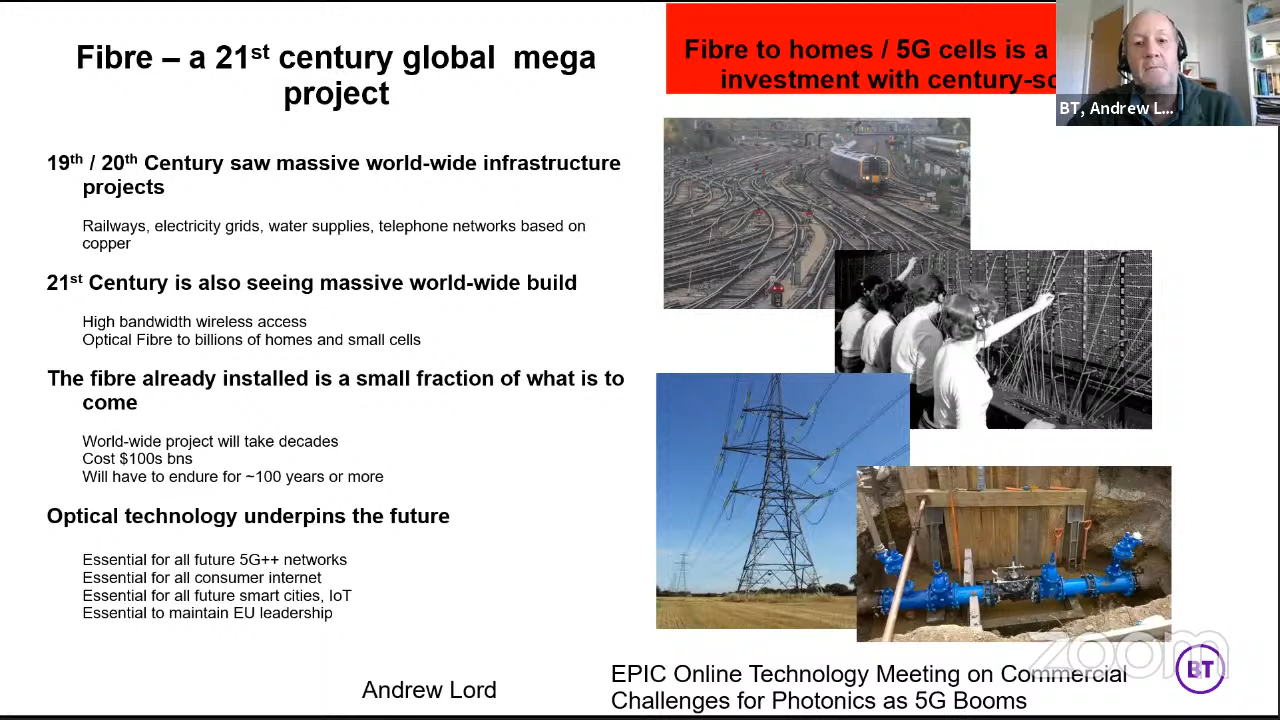 Fibre – a 21st century global mega
project
Fibre to homes / 5G cells is a
investment with century-sc
BT, Andrew L...
19th / 20th Century saw massive world-wide infrastructure
projects
Railways, electricity grids, water supplies, telephone networks based on
copper
21st Century is also seeing massive world-wide build
High bandwidth wireless access
Optical Fibre to billions of homes and small cells
The fibre already installed is a small fraction of what is to
come
World-wide project will take decades
Cost $100s bns
Will have to endure for ~100 years or more
Optical technology underpins the future
Essential for all future 5G++ networks
Essential for all consumer internet
Essential for all future smart cities, IoT
Essential to maintain EU leadership
Andrew Lord
EPIC Online Technology Meeting on Commercial
Challenges for Photonics as 5G Booms
zoom
BT